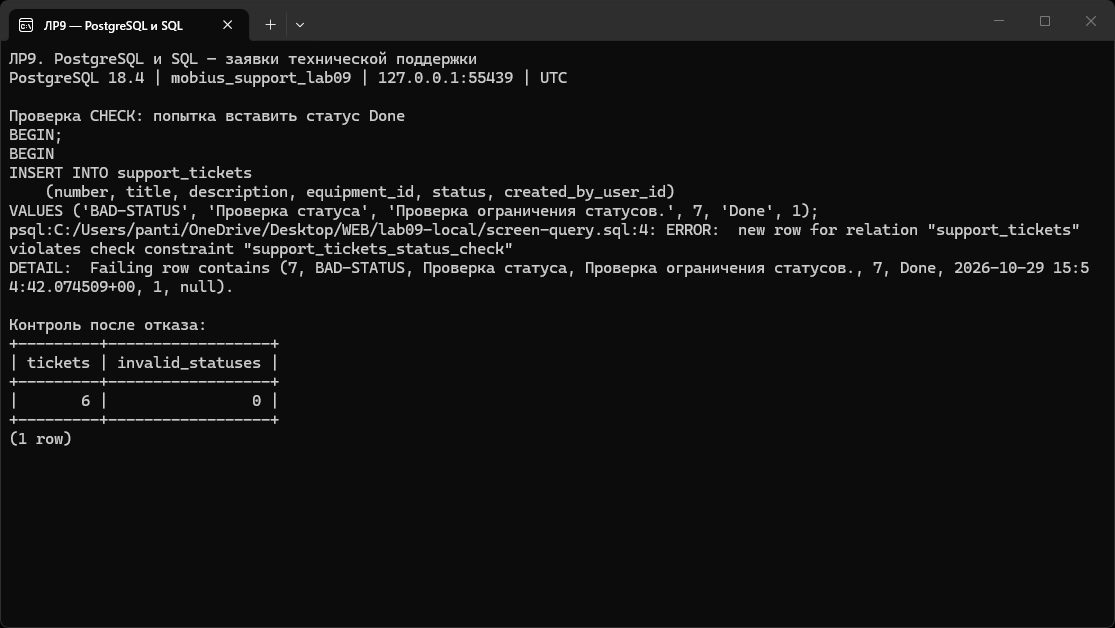 ЛР9 — PostgreSQL и SQL
ЛР9. PostgreSQL и SQL — заявки технической поддержки
PostgreSQL 18.4 | mobius_support_lab09 | 127.0.0.1:55439 | UTC
Проверка CHECK: попытка вставить статус Done
BEGIN;
BEGIN
INSERT INTO support_tickets
    (number, title, description, equipment_id, status, created_by_user_id)
VALUES ('BAD-STATUS', 'Проверка статуса', 'Проверка ограничения статусов.', 7, 'Done', 1);
psql:C:/Users/panti/OneDrive/Desktop/WEB/lab09-local/screen-query.sql:4: ERROR:  new row for relation "support_tickets"
violates check constraint "support_tickets_status_check"
DETAIL:  Failing row contains (7, BAD-STATUS, Проверка статуса, Проверка ограничения статусов., 7, Done, 2026-10-29 15:5
4:42.074509+00, 1, null).
Контроль после отказа:
+---------+------------------+
| tickets | invalid_statuses |
+---------+------------------+
|       6 |                0 |
+---------+------------------+
(1 row)